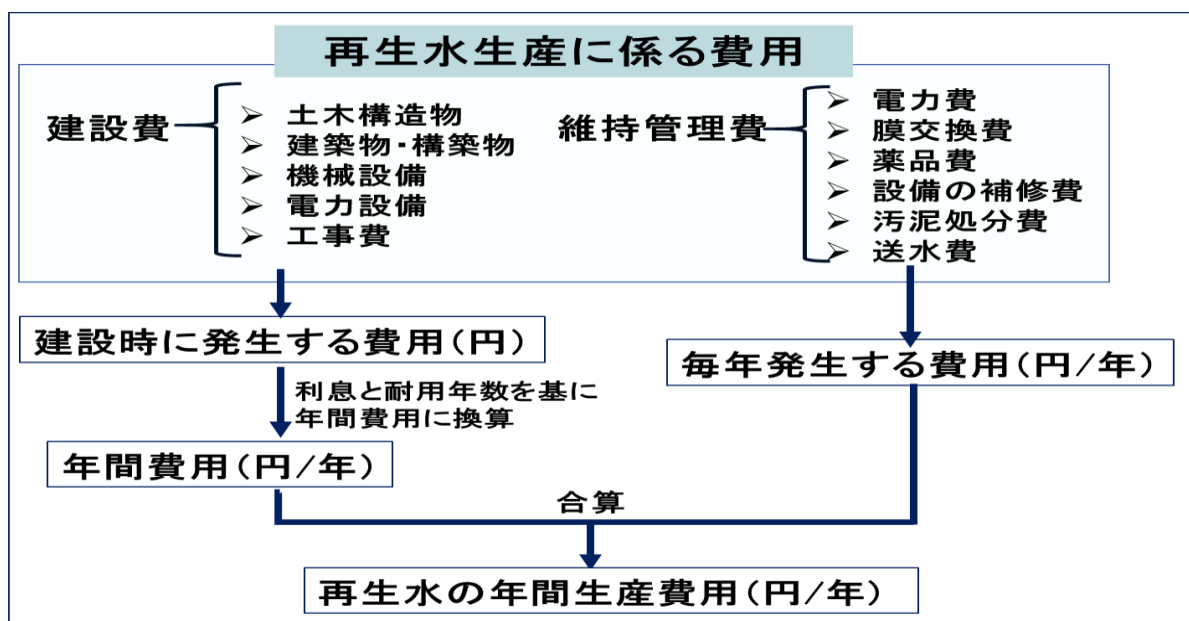 再生水生産に係る費用
建設費
➢ 土木構造物
➢ 建築物・構築物
➢ 機械設備
➢ 電力設備
➢ 工事費
維持管理費
➢ 電力費
➢ 膜交換費
➢ 薬品費
➢ 設備の補修費
➢ 汚泥処分費
➢ 送水費
建設時に発生する費用(円)
毎年発生する費用(円/年)
利息と耐用年数を基に
年間費用に換算
年間費用(円/年)
合算
再生水の年間生産費用(円/年)